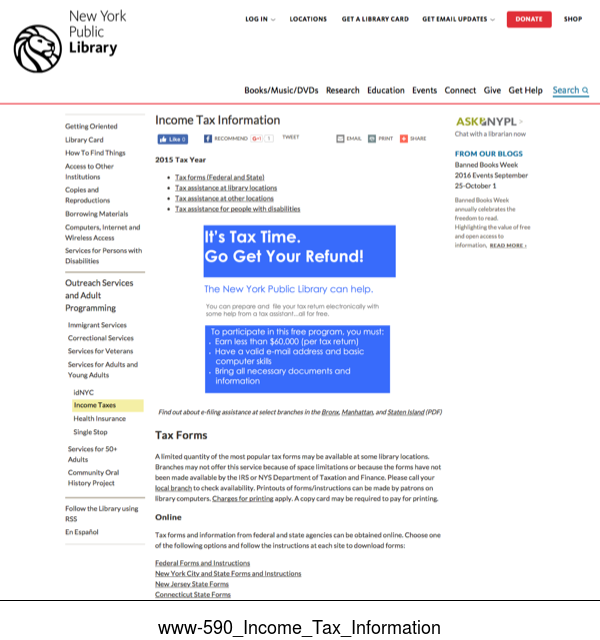 New York
Public
Library
LOG IN
LOCATIONS
GET A LIBRARY CARD
GET EMAIL UPDATES
DONATE
SHOP
Books/Music/DVDs Research Education Events Connect Give Get Help Search
Getting Oriented
Library Card
How To Find Things
Access to Other
Institutions
Copies and
Reproductions
Borrowing Materials
Computers, Internet and
Wireless Access
Services for Persons with
Disabilities
Outreach Services
and Adult
Programming
Immigrant Services
Correctional Services
Services for Veterans
Services for Adults and
Young Adults
idNYC
Income Taxes
Health Insurance
Single Stop
Services for 50+
Adults
Community Oral
History Project
Follow the Library using
RSS
En Español
Income Tax Information
Like 0
RECOMMEND
G+1
1
TWEET
EMAIL
PRINT
SHARE
2015 Tax Year
• Tax forms (Federal and State)
• Tax assistance at library locations
• Tax assistance at other locations
• Tax assistance for people with disabilities
It's Tax Time.
Go Get Your Refund!
The New York Public Library can help.
You can prepare and file your tax return electronically with
some help from a tax assistant...all for free.
To participate in this free program, you must:
. Earn less than $60,000 (per tax return)
. Have a valid e-mail address and basic
computer skills
. Bring all necessary documents and
information
Find out about e-filing assistance at select branches in the Bronx, Manhattan, and Staten Island (PDF)
Tax Forms
A limited quantity of the most popular tax forms may be available at some library locations.
Branches may not offer this service because of space limitations or because the forms have not
been made available by the IRS or NYS Department of Taxation and Finance. Please call your
local branch to check availability. Printouts of forms/instructions can be made by patrons on
library computers. Charges for printing apply. A copy card may be required to pay for printing.
Online
Tax forms and information from federal and state agencies can be obtained online. Choose one
of the following options and follow the instructions at each site to download forms:
Federal Forms and Instructions
New York City and State Forms and Instructions
New Jersey State Forms
Connecticut State Forms
ASK NYPL >
Chat with a librarian now
FROM OUR BLOGS
Banned Books Week
2016 Events September
25-October 1
Banned Books Week
annually celebrates the
freedom to read.
Highlighting the value of free
and open access to
information, READ MORE ›
www-590_Income_Tax_Information